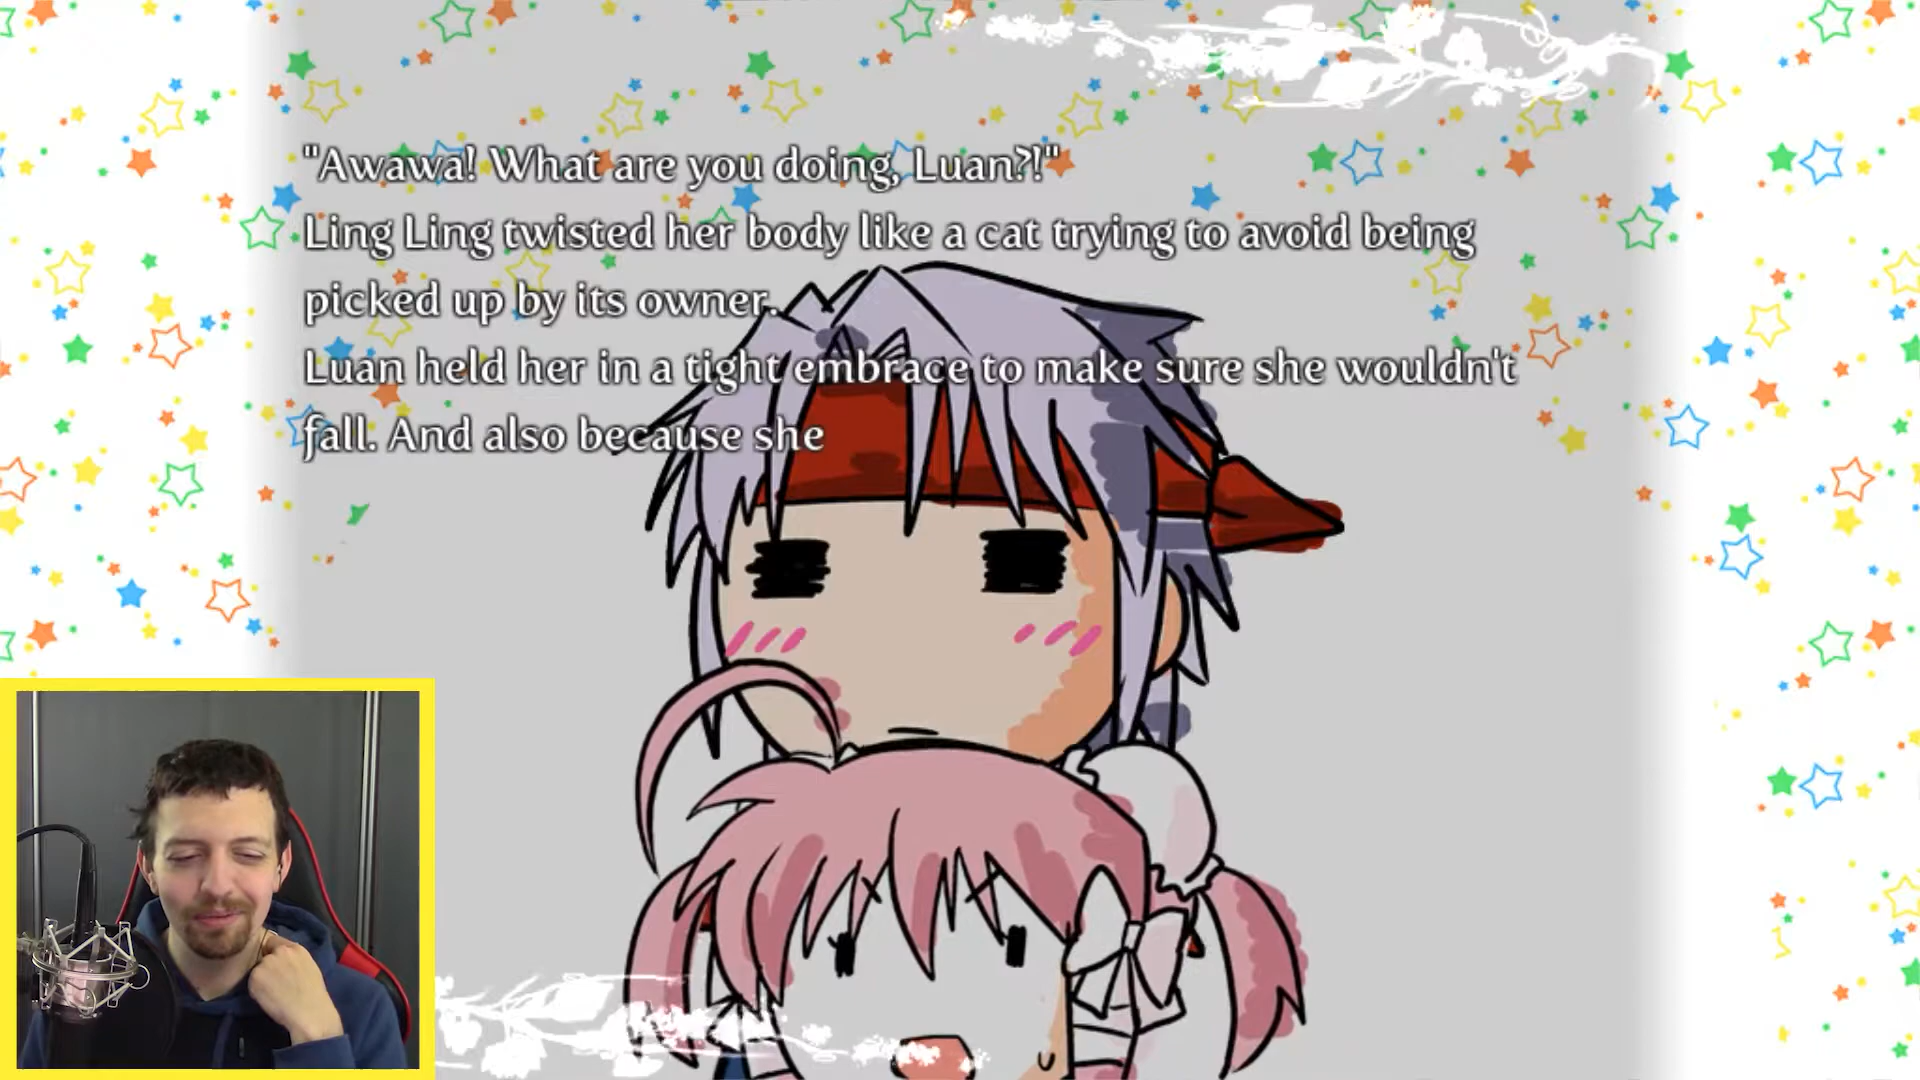 "Awawa! What are you doing, Luan?!"
Ling Ling twisted her body like a cat trying to avoid being
picked up by its owner.
Luan held her in a tight embrace to make sure she wouldn't
fall. And also because she